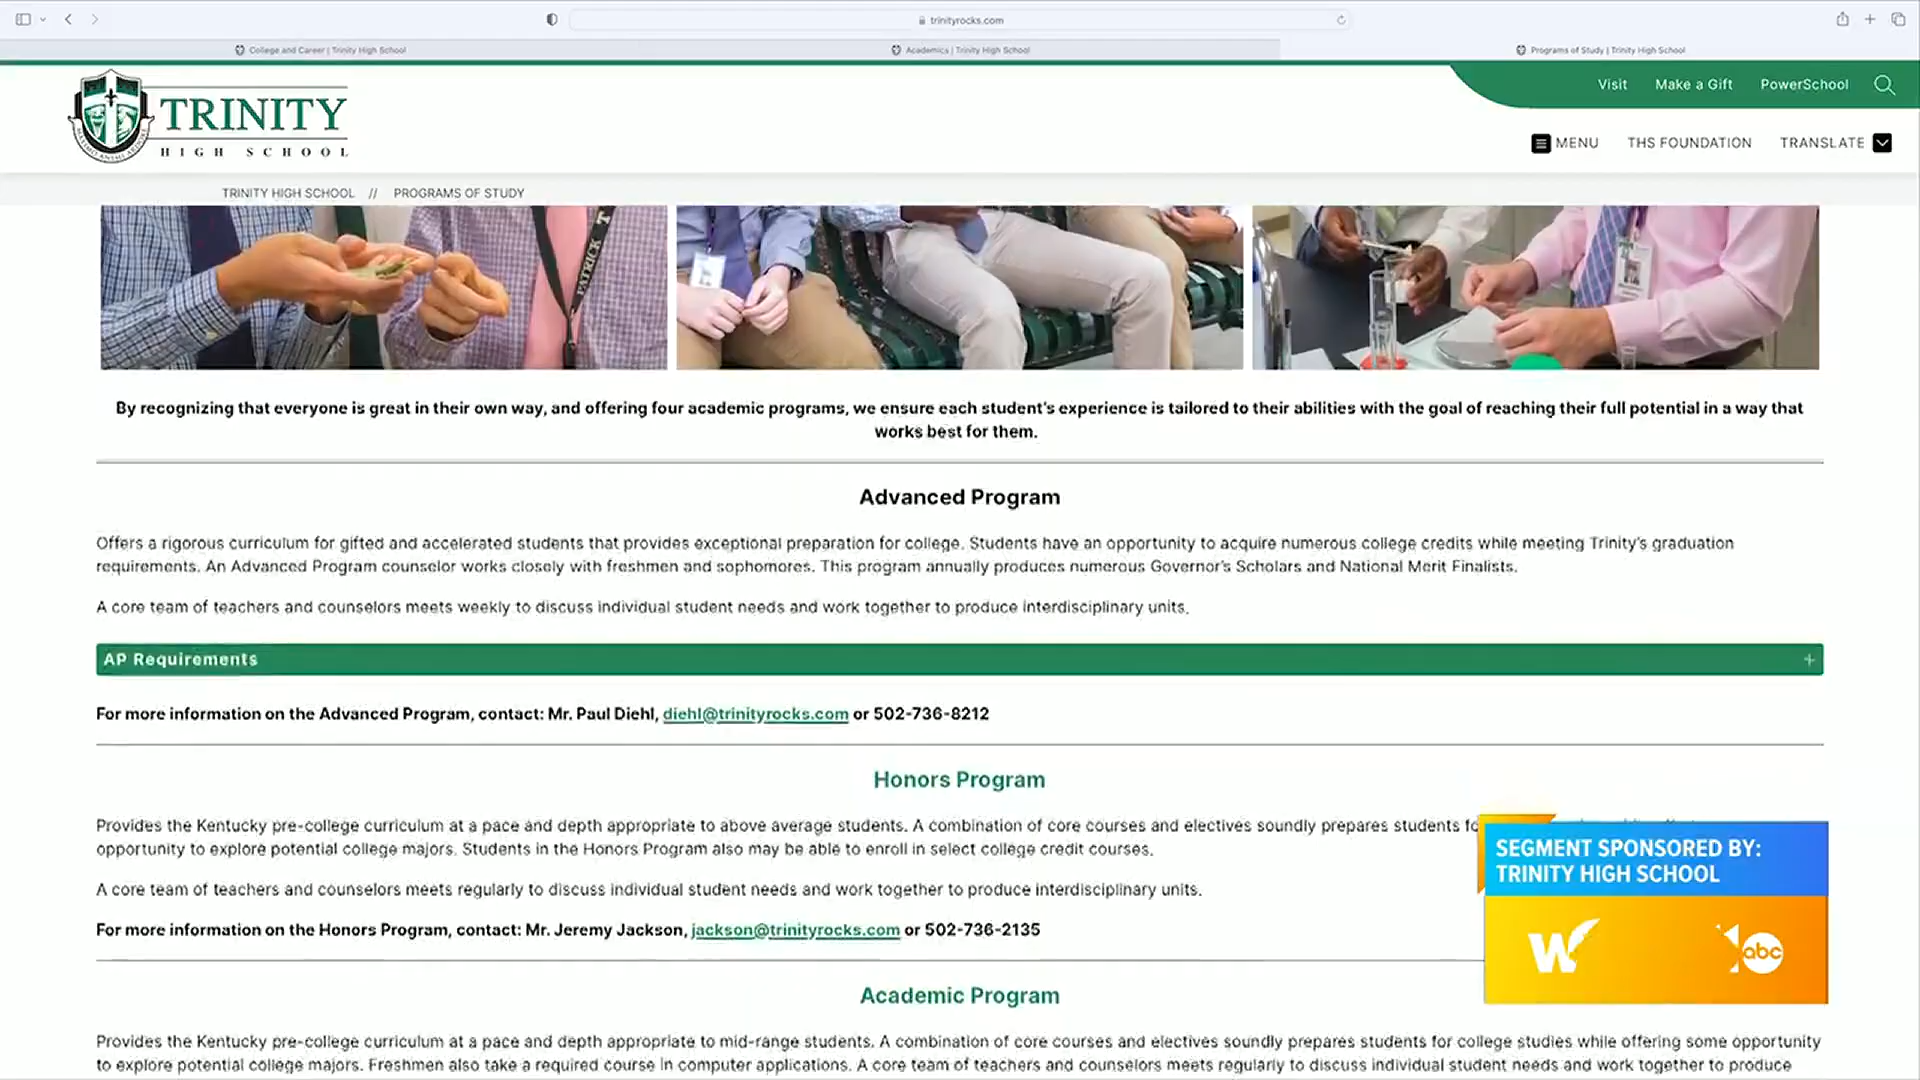 trinityrocks.com
College and Career | Trinity High School
Academics | Trinity High School
Programs of Study | Trinity High School
Visit
Make a Gift
PowerSchool
TRINITY
HIGH SCHOOL
MENU
THS FOUNDATION
TRANSLATE
TRINITY HIGH SCHOOL // PROGRAMS OF STUDY
PATRICK T
By recognizing that everyone is great in their own way, and offering four academic programs, we ensure each student's experience is tailored to their abilities with the goal of reaching their full potential in a way that
works best for them.
Advanced Program
Offers a rigorous curriculum for gifted and accelerated students that provides exceptional preparation for college. Students have an opportunity to acquire numerous college credits while meeting Trinity's graduation
requirements. An Advanced Program counselor works closely with freshmen and sophomores. This program annually produces numerous Governor's Scholars and National Merit Finalists.
A core team of teachers and counselors meets weekly to discuss individual student needs and work together to produce interdisciplinary units.
AP Requirements +
For more information on the Advanced Program, contact: Mr. Paul Diehl, diehl@trinityrocks.com or 502-736-8212
Honors Program
Provides the Kentucky pre-college curriculum at a pace and depth appropriate to above average students. A combination of core courses and electives soundly prepares students
opportunity to explore potential college majors. Students in the Honors Program also may be able to enroll in select college credit courses.
A core team of teachers and counselors meets regularly to discuss individual student needs and work together to produce interdisciplinary units.
For more information on the Honors Program, contact: Mr. Jeremy Jackson, jackson@trinityrocks.com or 502-736-2135
SEGMENT SPONSORED BY:
TRINITY HIGH SCHOOL
W
abc
Academic Program
Provides the Kentucky pre-college curriculum at a pace and depth appropriate to mid-range students. A combination of core courses and electives soundly prepares students for college studies while offering some opportunity
to explore potential college majors. Freshmen also take a required course in computer applications. A core team of teachers and counselors meets regularly to discuss individual student needs and work together to produce